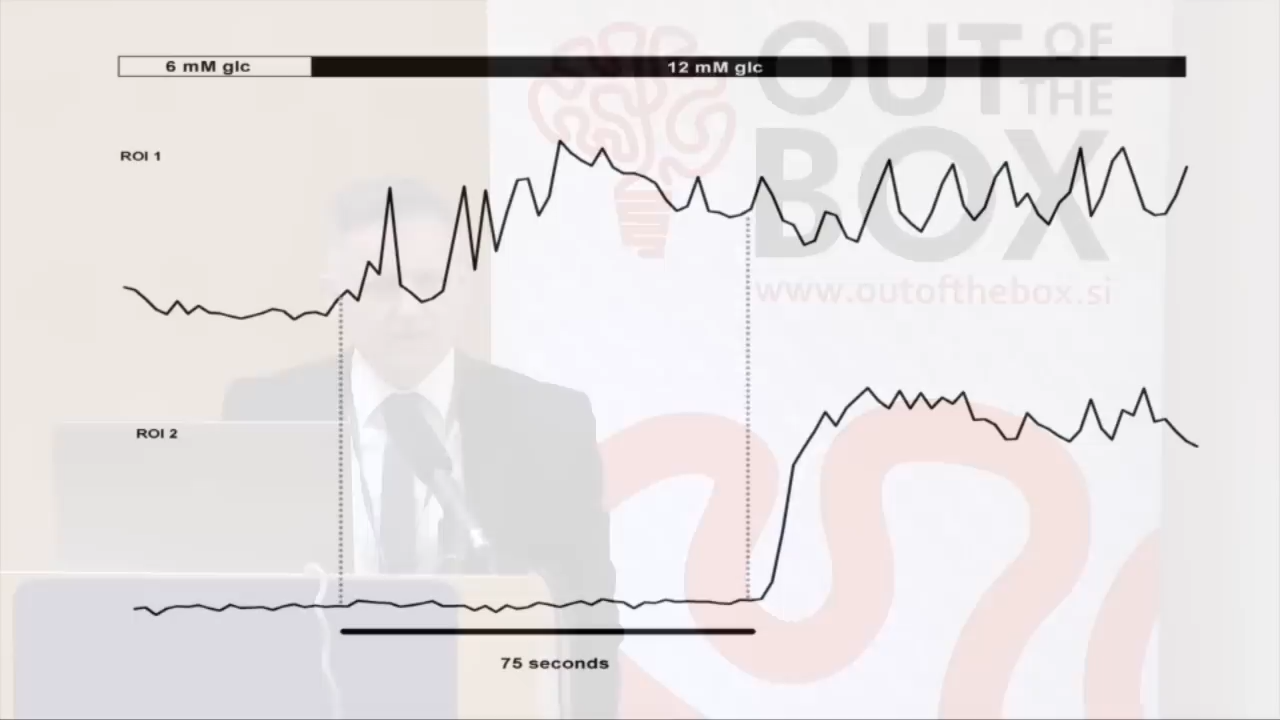 6 mM glc
12 mM glc
OUT OF
THE
BOX
ROI 1
www.outofthebox.si
ROI 2
75 seconds